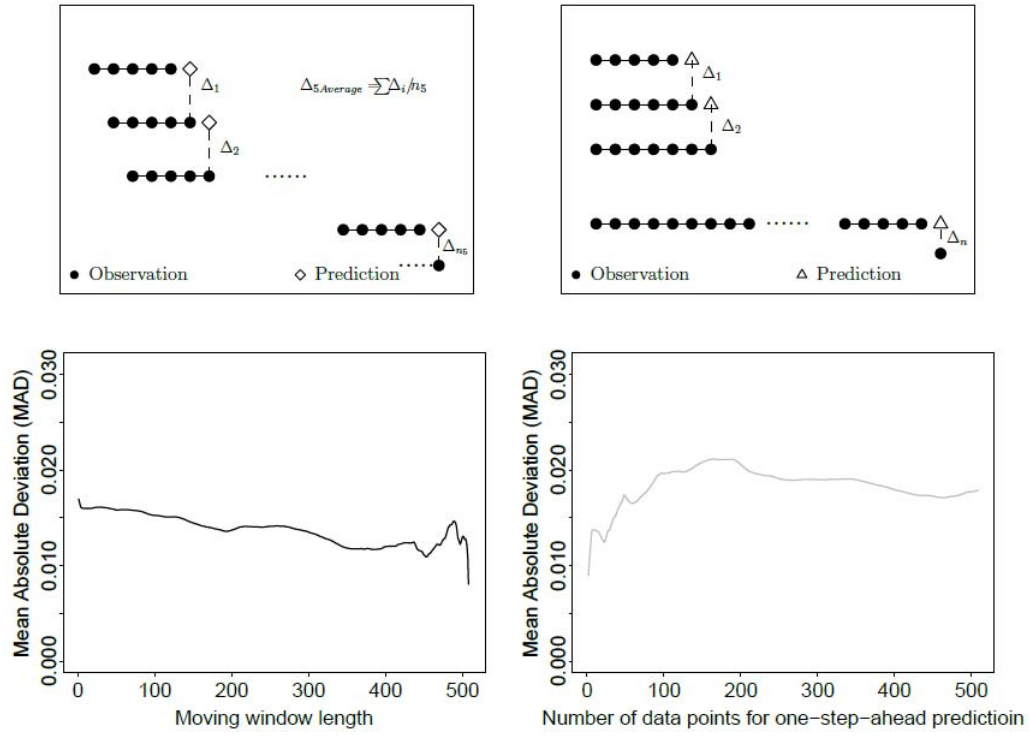 Δ1
Δ5Average =∑Δi/n5
Δ2
......
Δn5
● Observation ◇ Prediction
Δ1
Δ2
......
Δn
● Observation △ Prediction
Mean Absolute Deviation (MAD)
0.030
0.020
0.010
0.000
0 100 200 300 400 500
Moving window length
Mean Absolute Deviation (MAD)
0.030
0.020
0.010
0.000
0 100 200 300 400 500
Number of data points for one−step−ahead predictioin